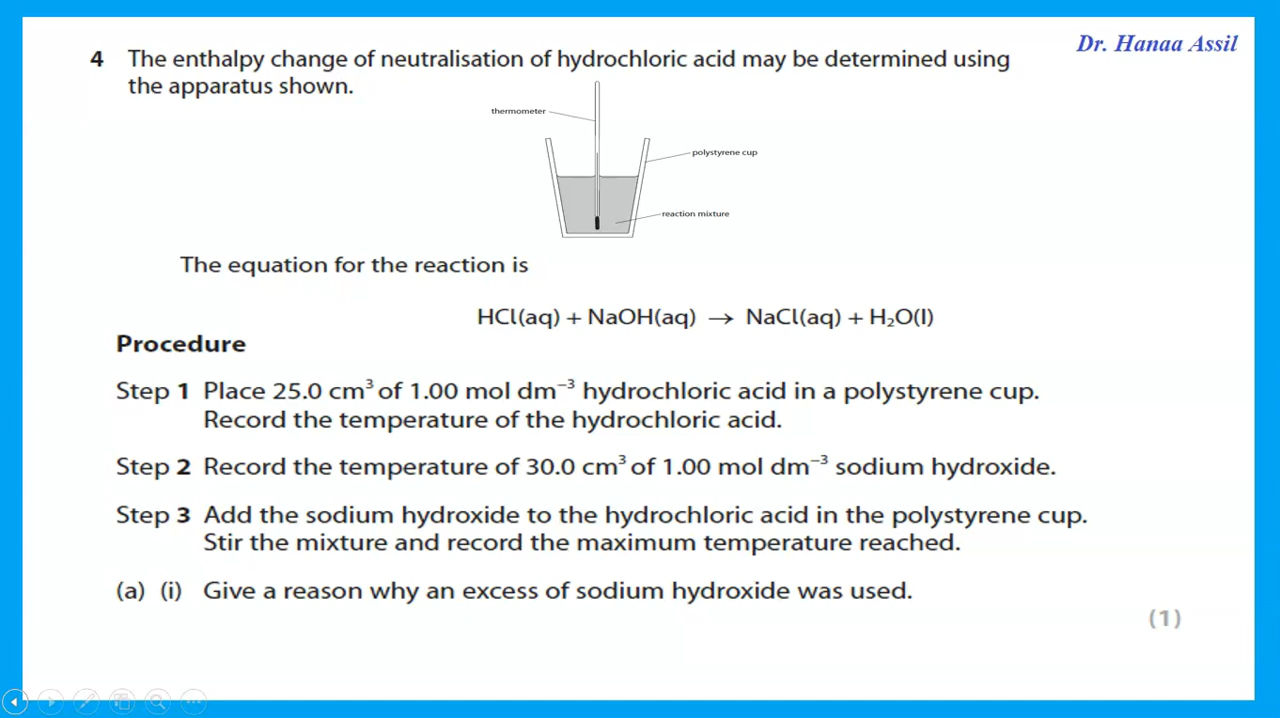 Dr. Hanaa Assil
4 The enthalpy change of neutralisation of hydrochloric acid may be determined using
the apparatus shown.
thermometer
polystyrene cup
reaction mixture
The equation for the reaction is
HCl(aq) + NaOH(aq) → NaCl(aq) + H₂O(l)
Procedure
Step 1 Place 25.0 cm³ of 1.00 mol dm⁻³ hydrochloric acid in a polystyrene cup.
Record the temperature of the hydrochloric acid.
Step 2 Record the temperature of 30.0 cm³ of 1.00 mol dm⁻³ sodium hydroxide.
Step 3 Add the sodium hydroxide to the hydrochloric acid in the polystyrene cup.
Stir the mixture and record the maximum temperature reached.
(a) (i) Give a reason why an excess of sodium hydroxide was used.
(1)